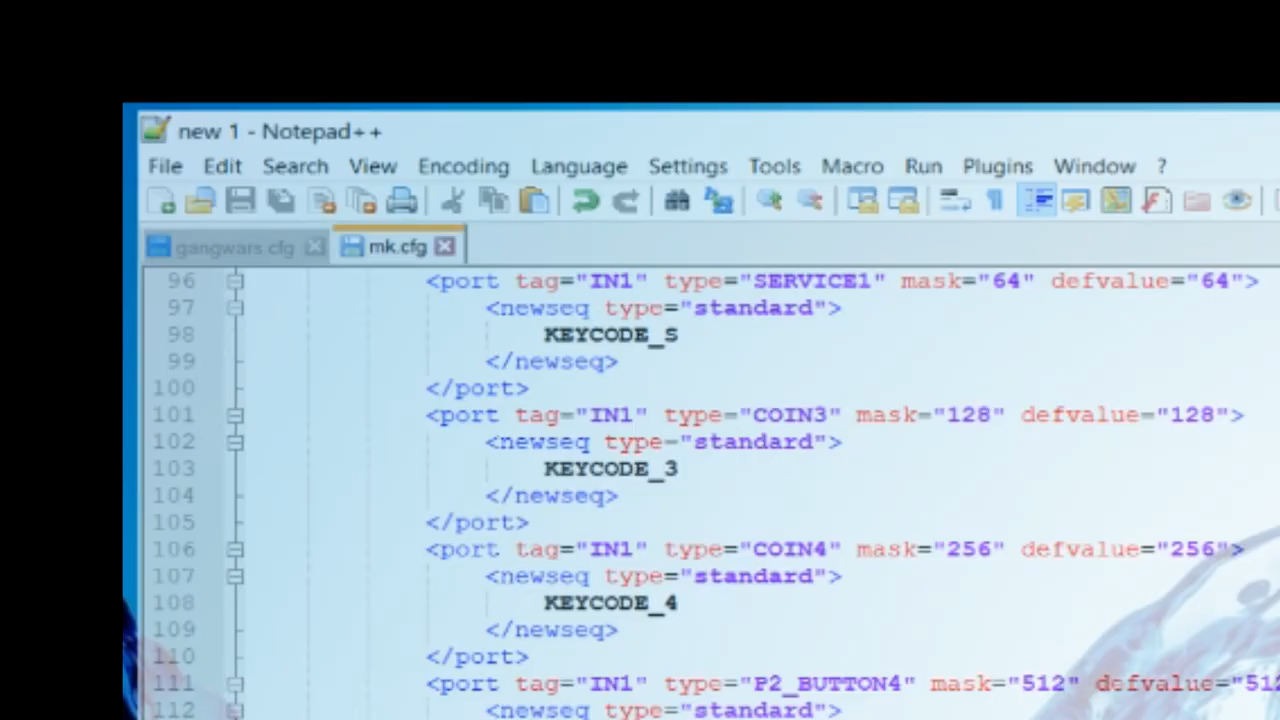 new 1 - Notepad++
File Edit Search View Encoding Language Settings Tools Macro Run Plugins Window ?
gangwars.cfg mk.cfg
96 <port tag="IN1" type="SERVICE1" mask="64" defvalue="64">
97 <newseq type="standard">
98 KEYCODE_S
99 </newseq>
100 </port>
101 <port tag="IN1" type="COIN3" mask="128" defvalue="128">
102 <newseq type="standard">
103 KEYCODE_3
104 </newseq>
105 </port>
106 <port tag="IN1" type="COIN4" mask="256" defvalue="256">
107 <newseq type="standard">
108 KEYCODE_4
109 </newseq>
110 </port>
111 <port tag="IN1" type="P2_BUTTON4" mask="512" defvalue="512
112 <newseq type="standard">